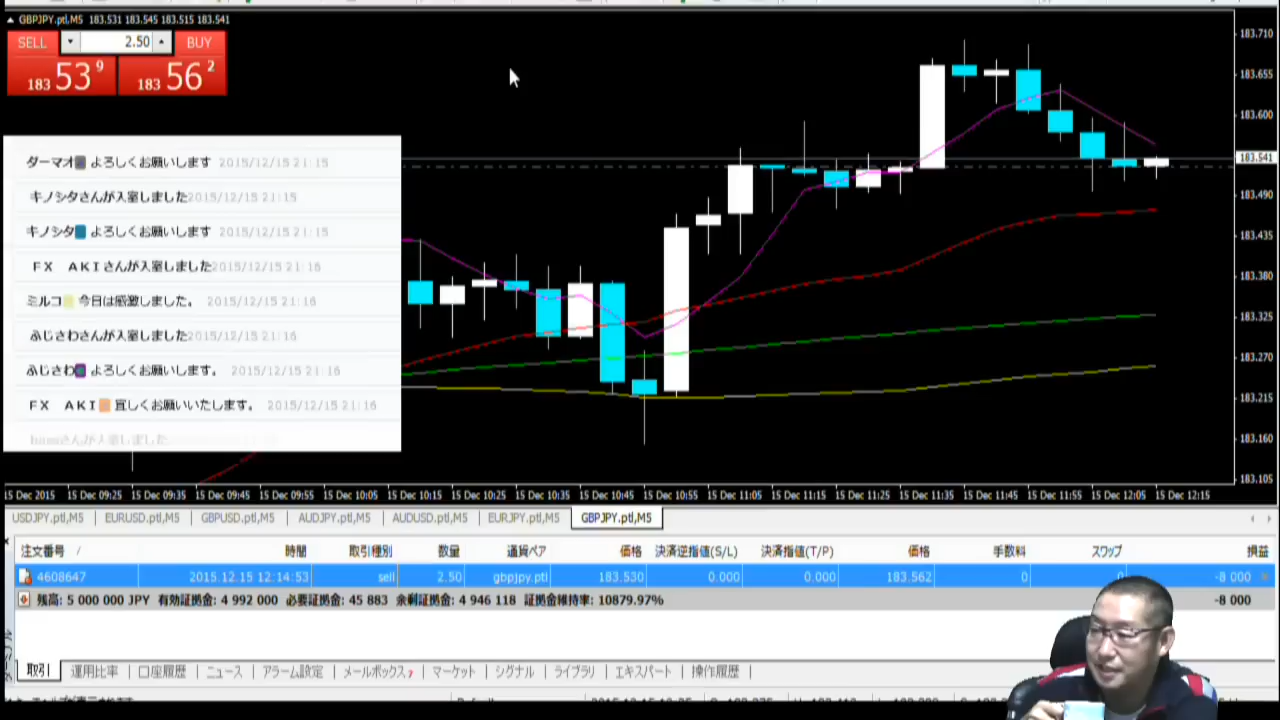 GBPJPY.ptl,M5 183.531 183.545 183.515 183.541
SELL 2.50 BUY
183 53 9 183 56 2
183.710
183.655
183.600
183.541
183.490
183.435
183.380
183.325
183.270
183.215
183.160
183.105
ダーマオ よろしくお願いします 2015/12/15 21:15
キノシタさんが入室しました 2015/12/15 21:15
キノシタ よろしくお願いします 2015/12/15 21:15
FX AKIさんが入室しました 2015/12/15 21:16
ミルコ 今日は感激しました。 2015/12/15 21:16
ふじさわさんが入室しました 2015/12/15 21:16
ふじさわ よろしくお願いします。 2015/12/15 21:16
FX AKI 宜しくお願いいたします。 2015/12/15 21:16
さんが入室しました
15 Dec 2015 15 Dec 09:25 15 Dec 09:35 15 Dec 09:45 15 Dec 09:55 15 Dec 10:05 15 Dec 10:15 15 Dec 10:25 15 Dec 10:35 15 Dec 10:45 15 Dec 10:55 15 Dec 11:05 15 Dec 11:15 15 Dec 11:25 15 Dec 11:35 15 Dec 11:45 15 Dec 11:55 15 Dec 12:05 15 Dec 12:15
USDJPY.ptl,M5 EURUSD.ptl,M5 GBPUSD.ptl,M5 AUDJPY.ptl,M5 AUDUSD.ptl,M5 EURJPY.ptl,M5 GBPJPY.ptl,M5
注文番号 / 時間 取引種別 数量 通貨ペア 価格 決済逆指値(S/L) 決済指値(T/P) 価格 手数料 スワップ 損益
4608647 2015.12.15 12:14:53 sell 2.50 gbpjpy.ptl 183.530 0.000 0.000 183.562 0 0 -8 000
残高: 5 000 000 JPY 有効証拠金: 4 992 000 必要証拠金: 45 883 余剰証拠金: 4 946 118 証拠金維持率: 10879.97% -8 000
取引 運用比率 口座履歴 ニュース アラーム設定 メールボックス 7 マーケット シグナル ライブラリ エキスパート 操作履歴